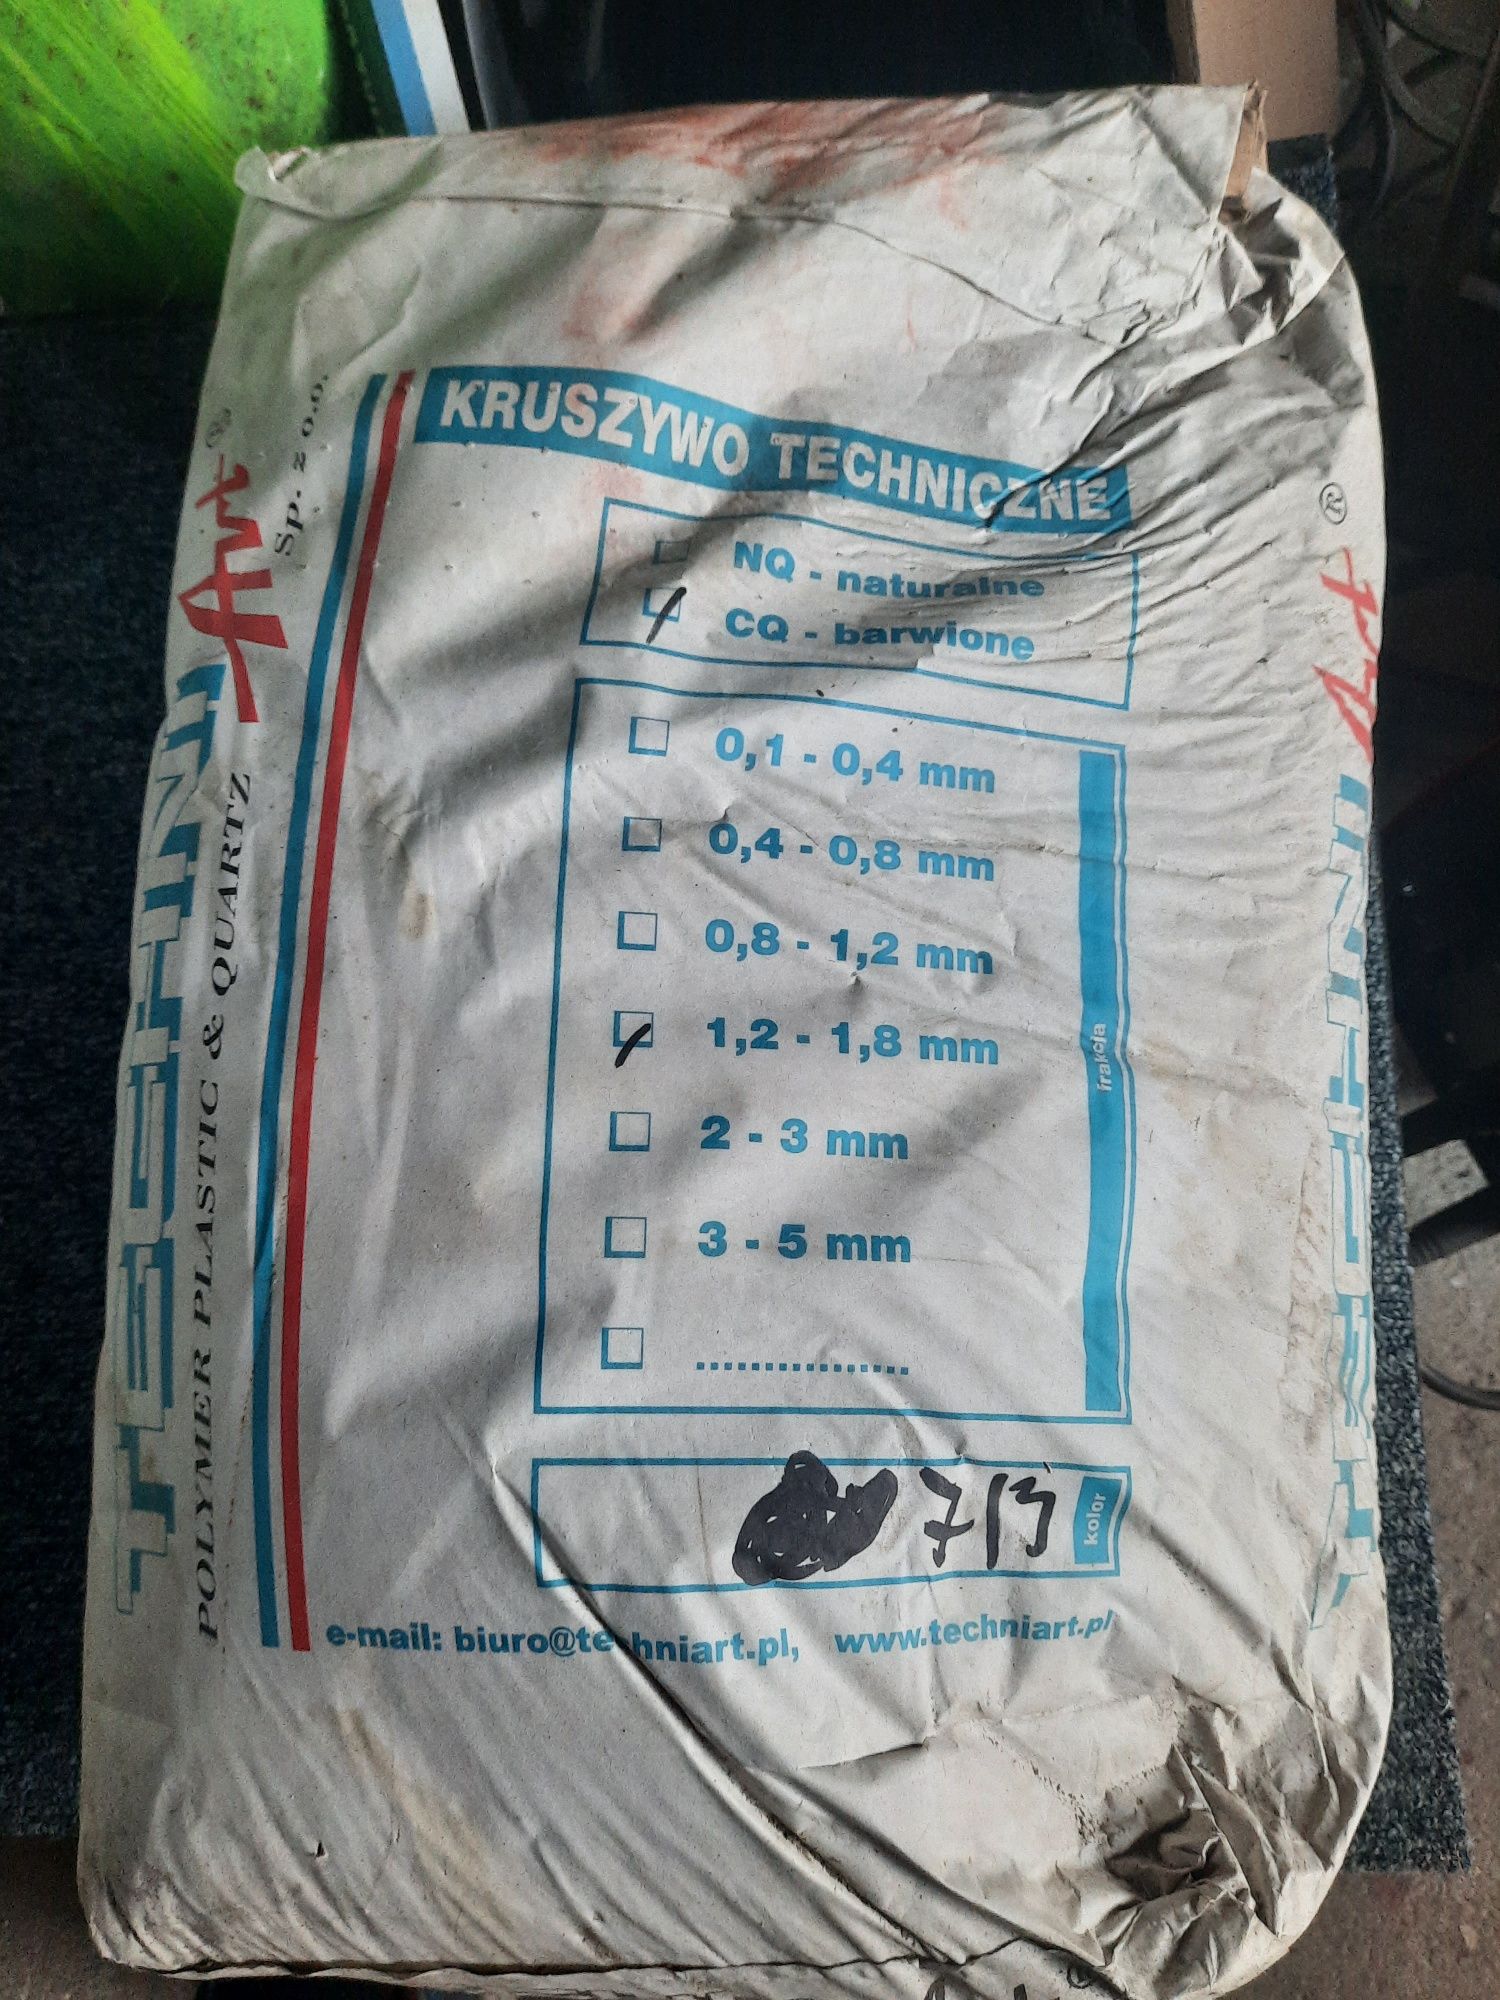 KRUSZYWO TECHNICZNE
NQ - naturalne
CQ - barwione
0,1 - 0,4 mm
0,4 - 0,8 mm
0,8 - 1,2 mm
1,2 - 1,8 mm
2 - 3 mm
3 - 5 mm
................
frakcja
713
kolor
e-mail: biuro@techniart.pl, www.techniart.pl
TECHNI Art ®
Sp. z o.o.
POLYMER PLASTIC & QUARTZ
TECHNI Art ®